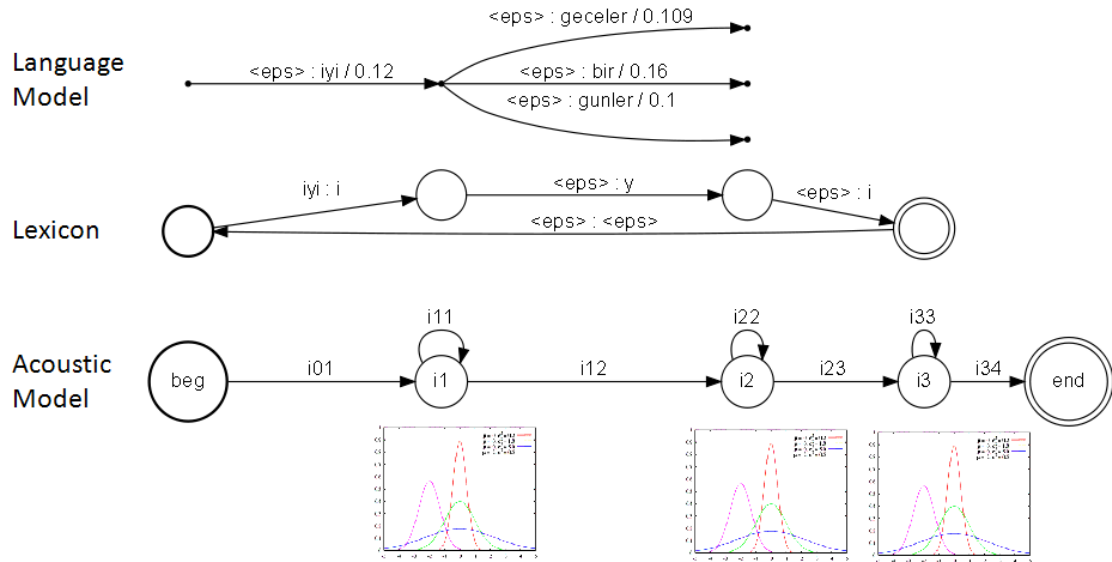 <eps> : geceler / 0.109
Language
Model
<eps> : iyi / 0.12
<eps> : bir / 0.16
<eps> : gunler / 0.1
iyi : i
<eps> : y
<eps> : i
Lexicon
<eps> : <eps>
i11
i22
i33
Acoustic
Model
beg
i01
i1
i12
i2
i23
i3
i34
end